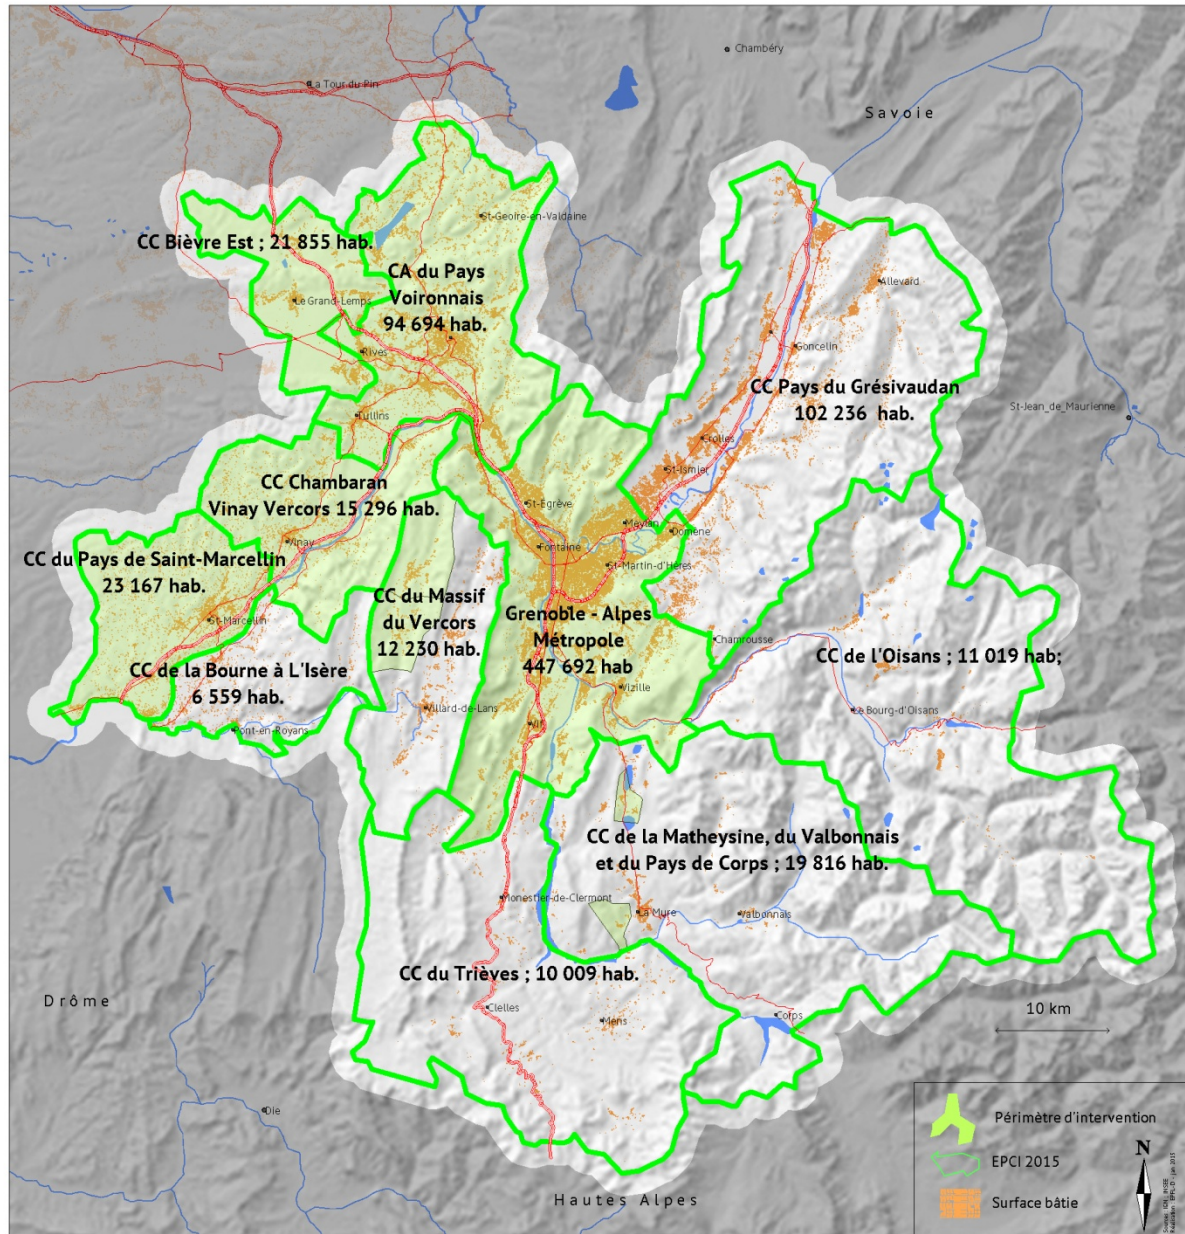 Chambéry
La Tour du Pin
Savoie
St-Geoire-en-Valdaine
CC Bièvre Est ; 21 855 hab.
CA du Pays
Voironnais
94 694 hab.
Allevard
Le Grand-Lemps
Rives
Goncelin
CC Pays du Grésivaudan
102 236 hab.
St-Jean_de_Maurienne
Tullins
Crolles
St-Ismier
CC Chambaran
Vinay Vercors 15 296 hab.
St-Egrève
Meylan
Domène
Vinay
Fontaine
CC du Pays de Saint-Marcellin
23 167 hab.
St-Martin-d'Hères
CC du Massif
du Vercors
12 230 hab.
Grenoble - Alpes
Métropole
447 692 hab
St-Marcellin
Chamrousse
CC de l'Oisans ; 11 019 hab;
CC de la Bourne à L'Isère
6 559 hab.
Vizille
Villard-de-Lans
Le Bourg-d'Oisans
Vif
Pont-en-Royans
CC de la Matheysine, du Valbonnais
et du Pays de Corps ; 19 816 hab.
Monestier-de-Clermont
La Mure
Valbonnais
CC du Trièves ; 10 009 hab.
Drôme
Clelles
Mens
Corps
10 km
Die
Hautes Alpes
Périmètre d'intervention
EPCI 2015
Surface bâtie
N